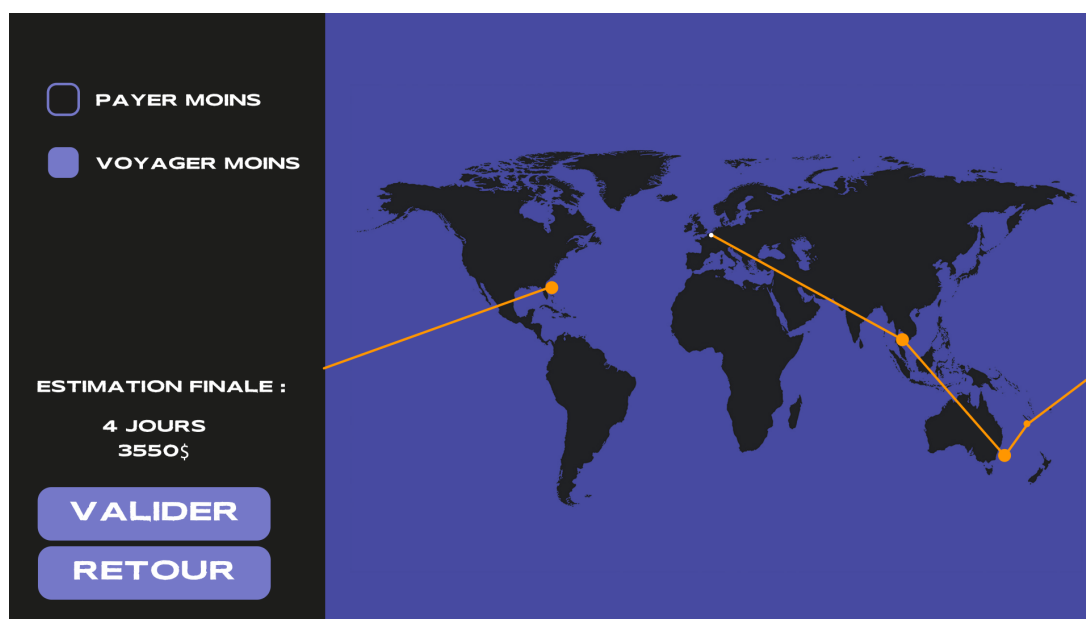 PAYER MOINS
VOYAGER MOINS
ESTIMATION FINALE :
4 JOURS
3550$
VALIDER
RETOUR